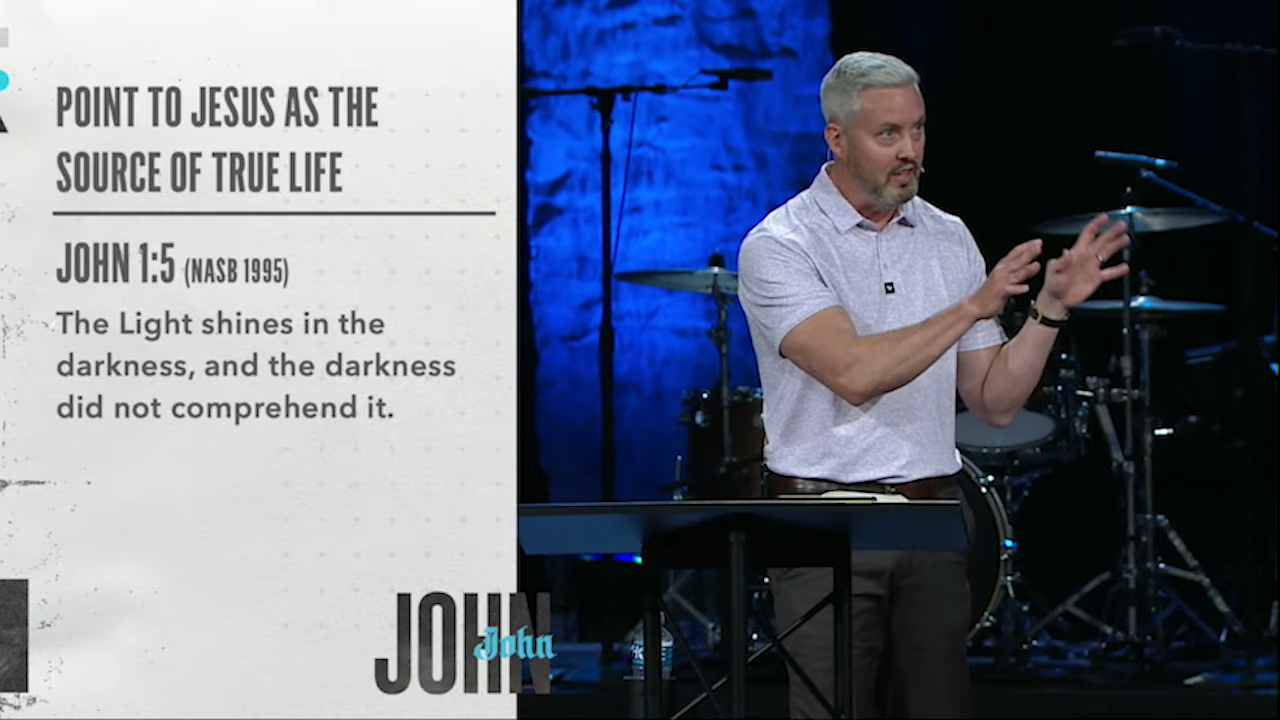 POINT TO JESUS AS THE
SOURCE OF TRUE LIFE
JOHN 1:5 (NASB 1995)
The Light shines in the
darkness, and the darkness
did not comprehend it.
JOHN
John